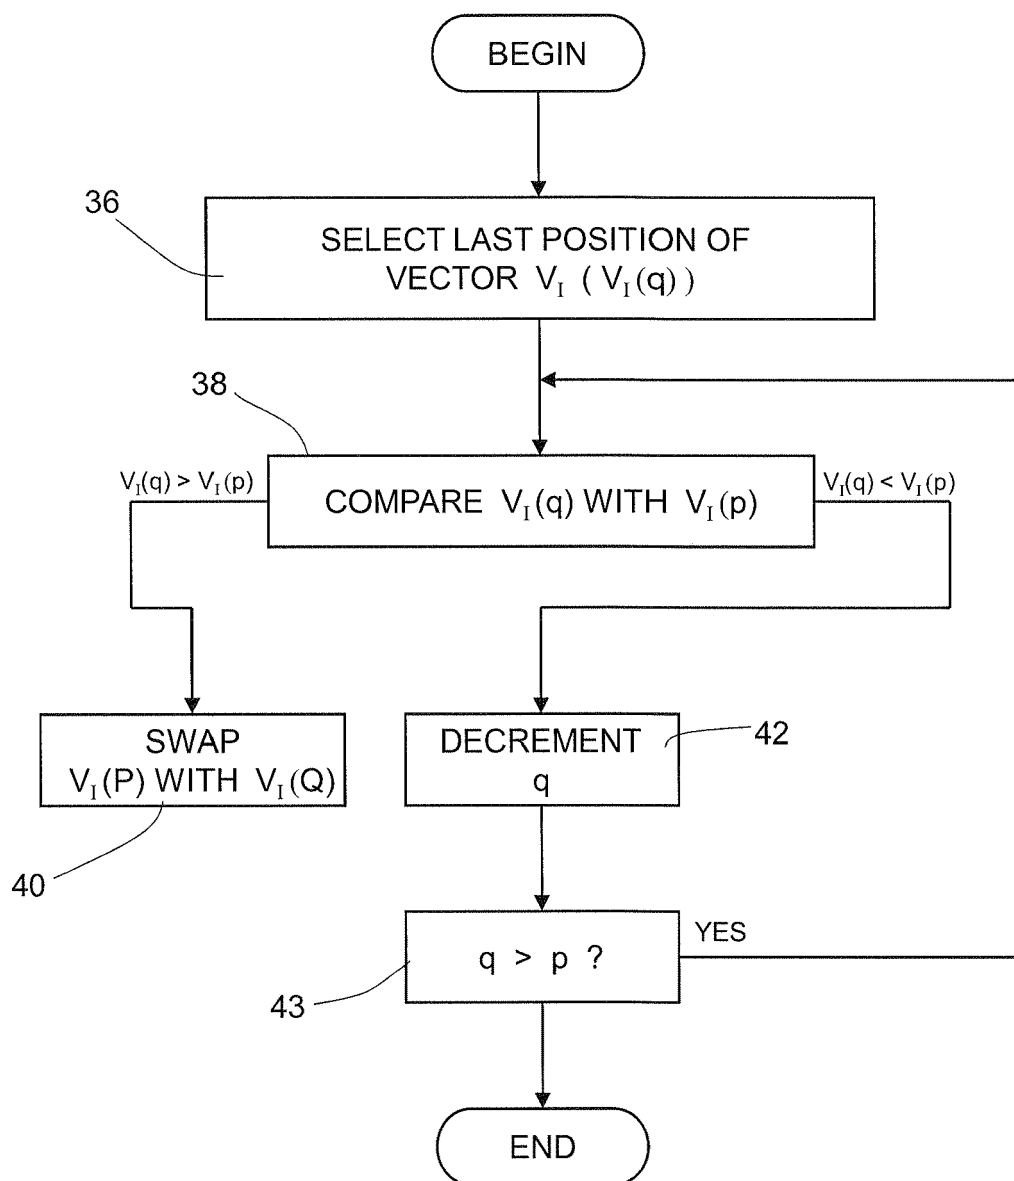 BEGIN
36
SELECT LAST POSITION OF
VECTOR V_I ( V_I(q) )
38
V_I(q) > V_I(p)
COMPARE V_I(q) WITH V_I(p)
V_I(q) < V_I(p)
SWAP
V_I(P) WITH V_I(Q)
40
DECREMENT
q
42
q > p ?
YES
43
END